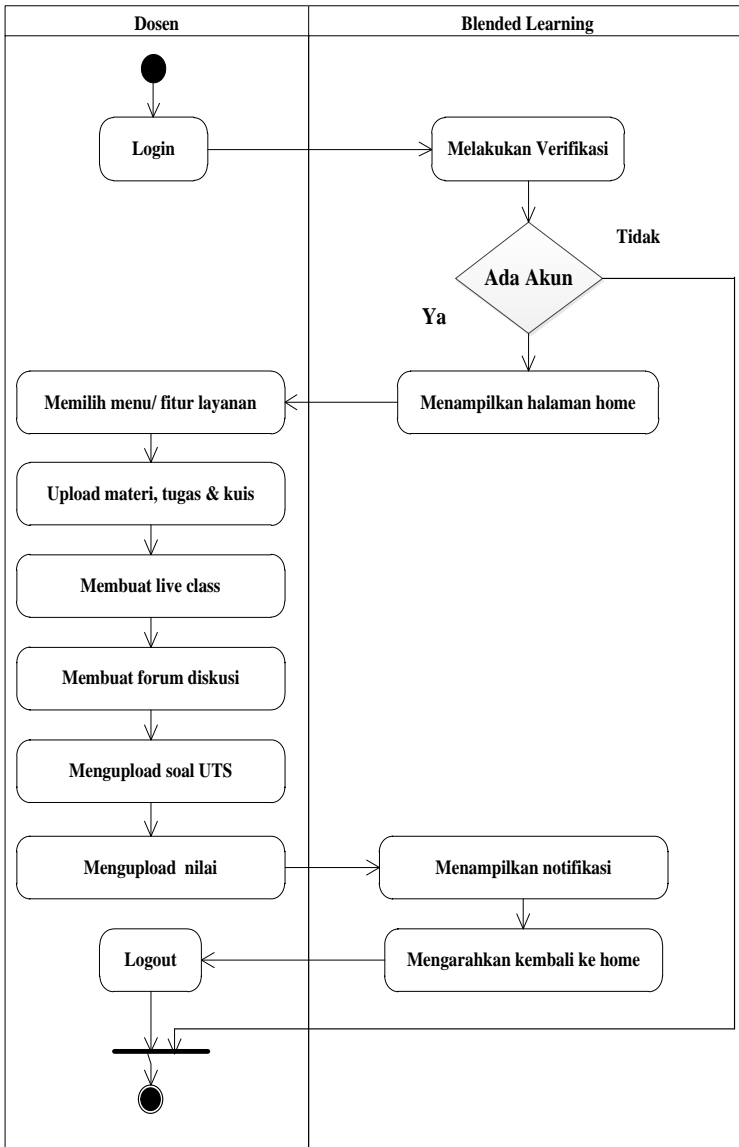 Dosen
Blended Learning
Login
Melakukan Verifikasi
Tidak
Ada Akun
Ya
Memilih menu/ fitur layanan
Menampilkan halaman home
Upload materi, tugas & kuis
Membuat live class
Membuat forum diskusi
Mengupload soal UTS
Mengupload nilai
Menampilkan notifikasi
Logout
Mengarahkan kembali ke home